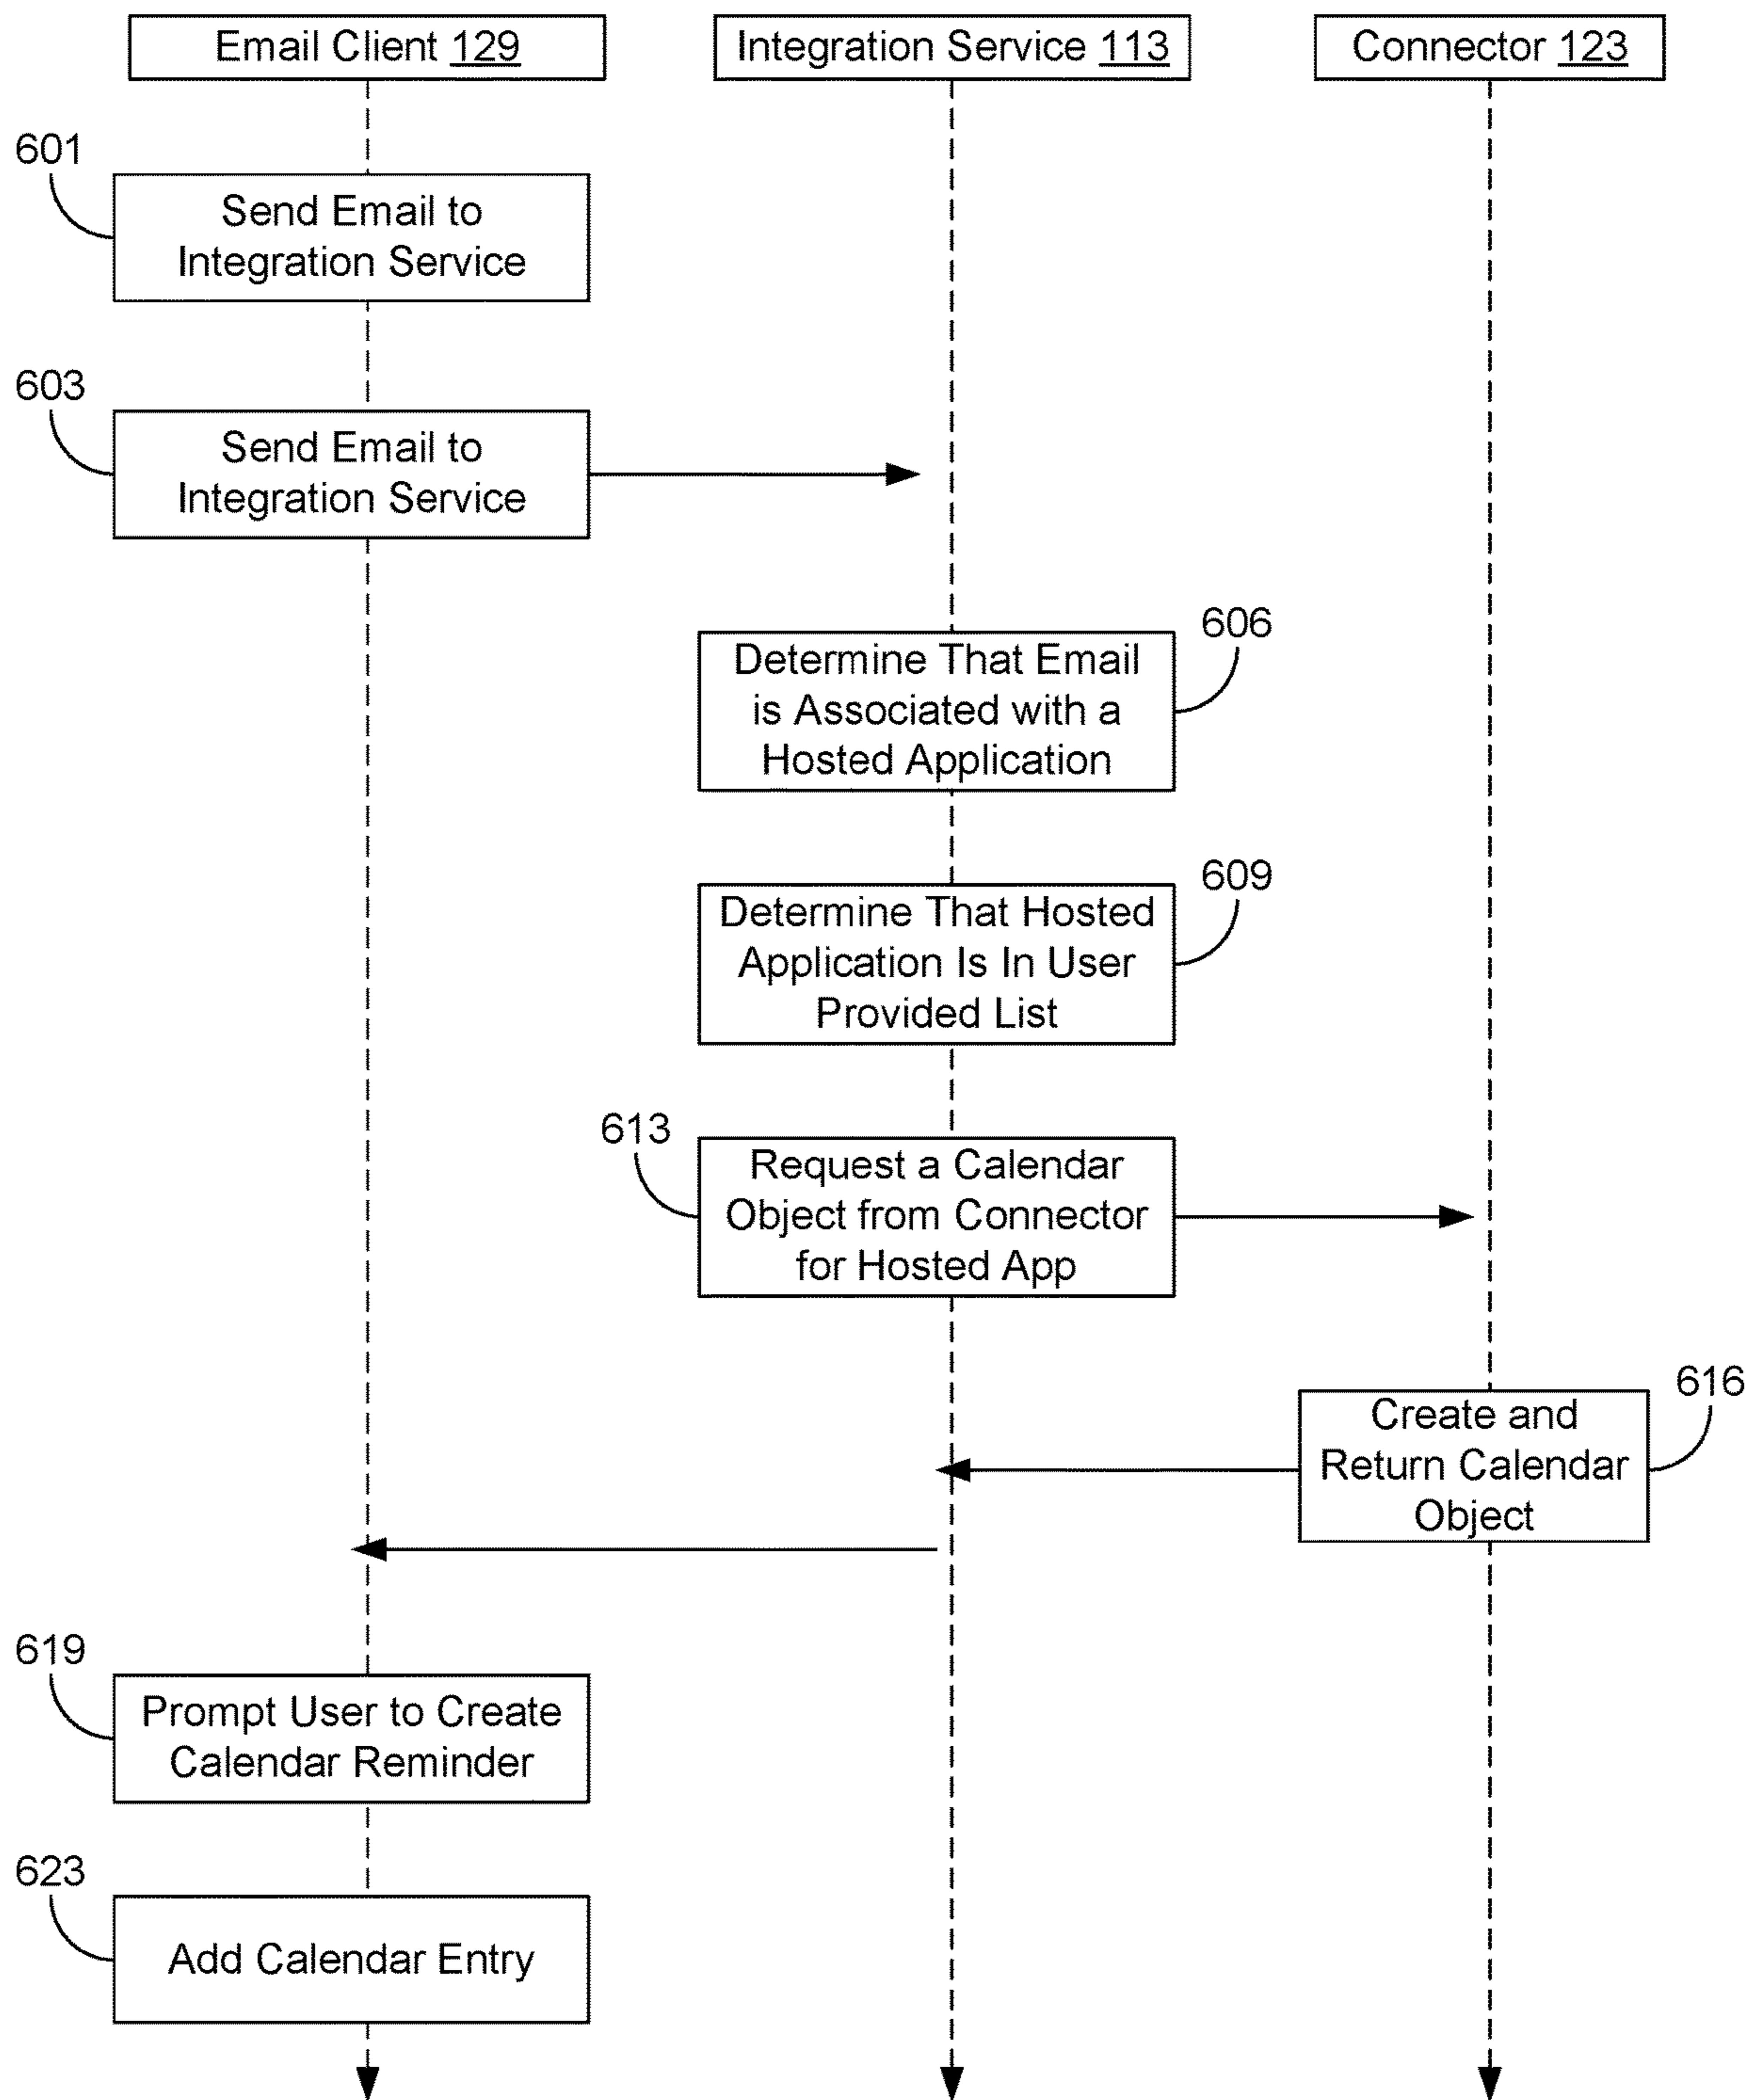 Email Client 129
Integration Service 113
Connector 123
601
Send Email to
Integration Service
603
Send Email to
Integration Service
606
Determine That Email
is Associated with a
Hosted Application
609
Determine That Hosted
Application Is In User
Provided List
613
Request a Calendar
Object from Connector
for Hosted App
616
Create and
Return Calendar
Object
619
Prompt User to Create
Calendar Reminder
623
Add Calendar Entry